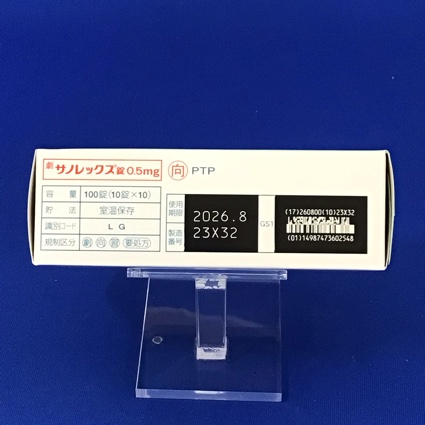 劇 サノレックス錠0.5mg 向 PTP
容量 100錠(10錠×10)
貯法 室温保存
識別コード LG
規制区分 劇 向 習 要処方
使用期限 2026.8
製造番号 23X32
GS1
(17)260800(10)23X32
(01)14987473602548